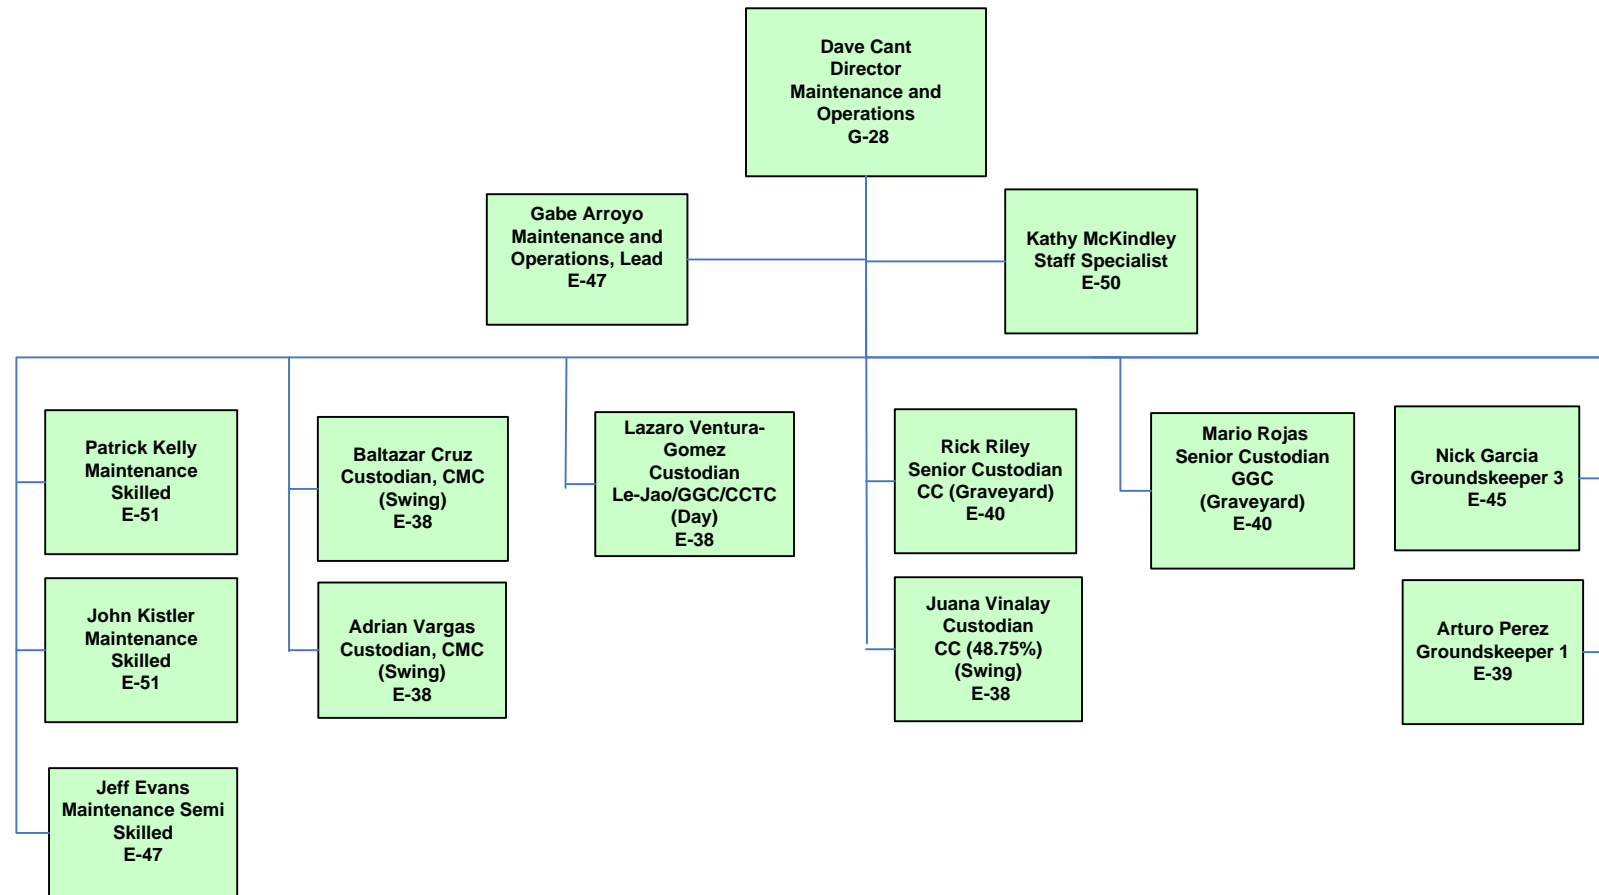 Dave Cant
Director
Maintenance and
Operations
G-28
Gabe Arroyo
Maintenance and
Operations, Lead
E-47
Kathy McKindley
Staff Specialist
E-50
Patrick Kelly
Maintenance
Skilled
E-51
Baltazar Cruz
Custodian, CMC
(Swing)
E-38
Lazaro Ventura-
Gomez
Custodian
Le-Jao/GGC/CCTC
(Day)
E-38
Rick Riley
Senior Custodian
CC (Graveyard)
E-40
Mario Rojas
Senior Custodian
GGC
(Graveyard)
E-40
Nick Garcia
Groundskeeper 3
E-45
John Kistler
Maintenance
Skilled
E-51
Adrian Vargas
Custodian, CMC
(Swing)
E-38
Juana Vinalay
Custodian
CC (48.75%)
(Swing)
E-38
Arturo Perez
Groundskeeper 1
E-39
Jeff Evans
Maintenance Semi
Skilled
E-47